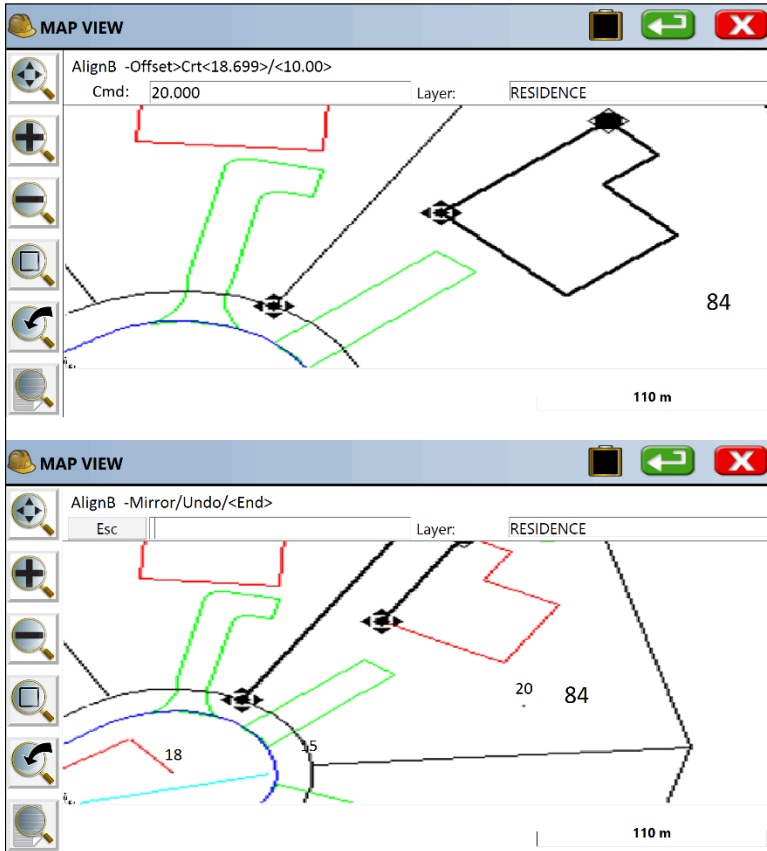 MAP VIEW
AlignB -Offset>Crt<18.699>/<10.00>
Cmd: 20.000 Layer: RESIDENCE
84
110 m
MAP VIEW
AlignB -Mirror/Undo/<End>
Esc Layer: RESIDENCE
20 84
15
18
110 m